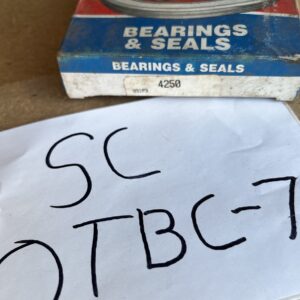 BEARINGS
& SEALS
BEARINGS & SEALS
4250
SC
OTBC-7